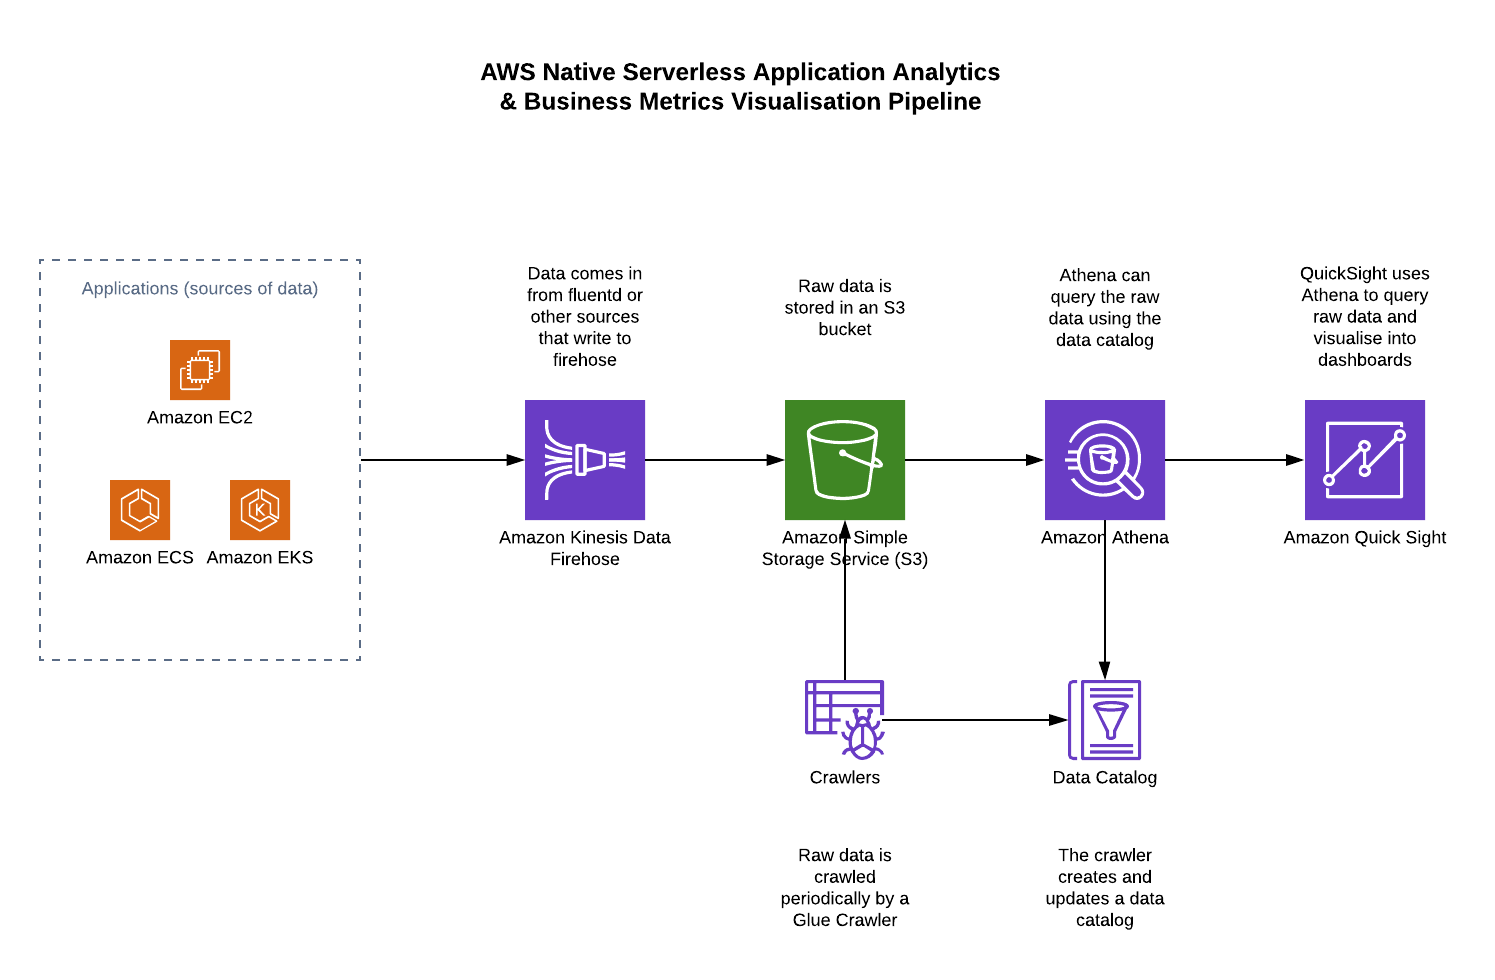 AWS Native Serverless Application Analytics
& Business Metrics Visualisation Pipeline
Applications (sources of data)
Amazon EC2
Amazon ECS
Amazon EKS
Data comes in
from fluentd or
other sources
that write to
firehose
Amazon Kinesis Data
Firehose
Raw data is
stored in an S3
bucket
Amazon Simple
Storage Service (S3)
Athena can
query the raw
data using the
data catalog
Amazon Athena
QuickSight uses
Athena to query
raw data and
visualise into
dashboards
Amazon Quick Sight
Crawlers
Raw data is
crawled
periodically by a
Glue Crawler
Data Catalog
The crawler
creates and
updates a data
catalog